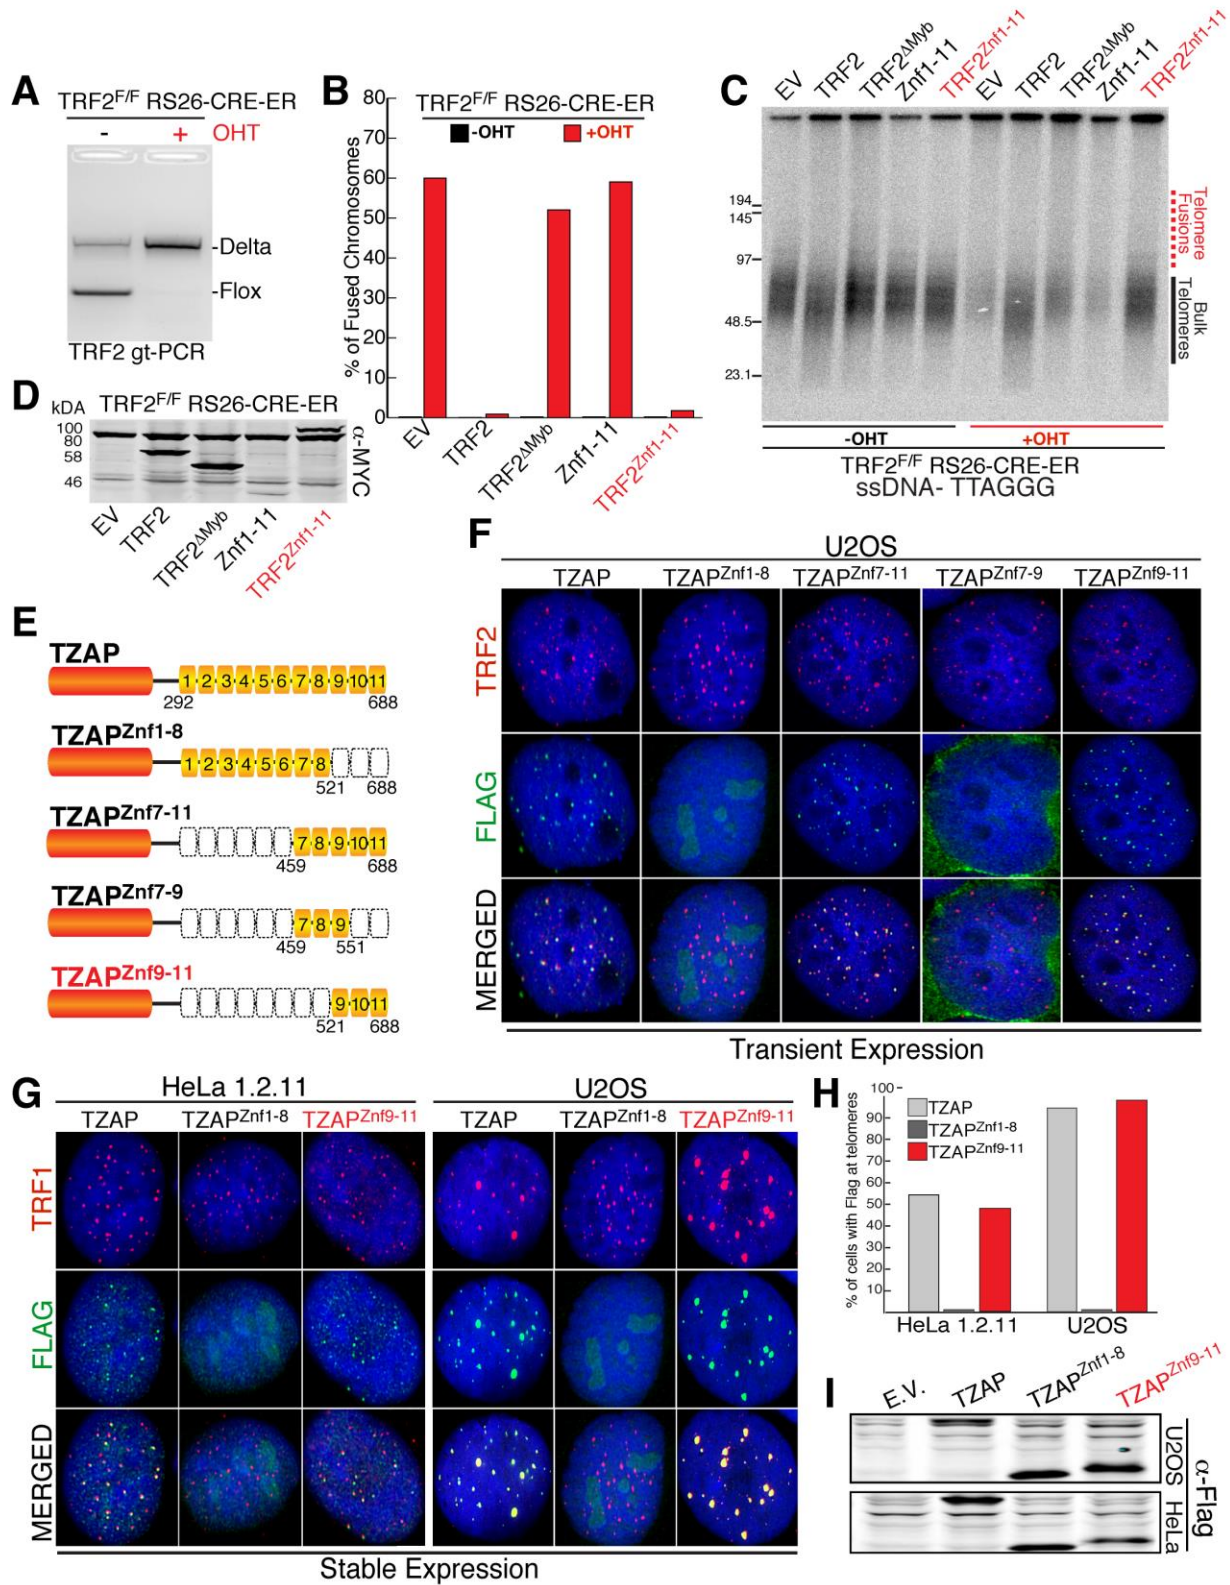 A
TRF2F/F RS26-CRE-ER
- + OHT
-Delta
-Flox
TRF2 gt-PCR
B
TRF2F/F RS26-CRE-ER
-OHT +OHT
% of Fused Chromosomes
80
70
60
50
40
30
20
10
0
EV TRF2 TRF2ΔMyb Znf1-11 TRF2Znf1-11
C
EV TRF2 TRF2ΔMyb Znf1-11 TRF2Znf1-11 EV TRF2 TRF2ΔMyb Znf1-11 TRF2Znf1-11
194
145
97
48.5
23.1
Telomere
Fusions
Bulk
Telomeres
-OHT +OHT
TRF2F/F RS26-CRE-ER
ssDNA- TTAGGG
D
kDA TRF2F/F RS26-CRE-ER
100
80
58
46
α-MYC
EV TRF2 TRF2ΔMyb Znf1-11 TRF2Znf1-11
E
TZAP
1 2 3 4 5 6 7 8 9 10 11
292 688
TZAPZnf1-8
1 2 3 4 5 6 7 8
521 688
TZAPZnf7-11
7 8 9 10 11
459 688
TZAPZnf7-9
7 8 9
459 551
TZAPZnf9-11
9 10 11
521 688
F
U2OS
TZAP TZAPZnf1-8 TZAPZnf7-11 TZAPZnf7-9 TZAPZnf9-11
TRF2
FLAG
MERGED
Transient Expression
G
HeLa 1.2.11 U2OS
TZAP TZAPZnf1-8 TZAPZnf9-11 TZAP TZAPZnf1-8 TZAPZnf9-11
TRF1
FLAG
MERGED
Stable Expression
H
% of cells with Flag at telomeres
100
90
80
70
60
50
40
30
20
10
TZAP
TZAPZnf1-8
TZAPZnf9-11
HeLa 1.2.11 U2OS
I
E.V. TZAP TZAPZnf1-8 TZAPZnf9-11
U2OS
HeLa
α-Flag